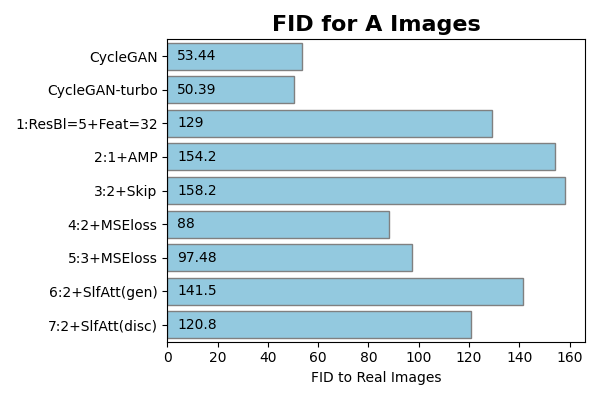 FID for A Images
CycleGAN 53.44
CycleGAN-turbo 50.39
1:ResBl=5+Feat=32 129
2:1+AMP 154.2
3:2+Skip 158.2
4:2+MSEloss 88
5:3+MSEloss 97.48
6:2+SlfAtt(gen) 141.5
7:2+SlfAtt(disc) 120.8
0 20 40 60 80 100 120 140 160
FID to Real Images